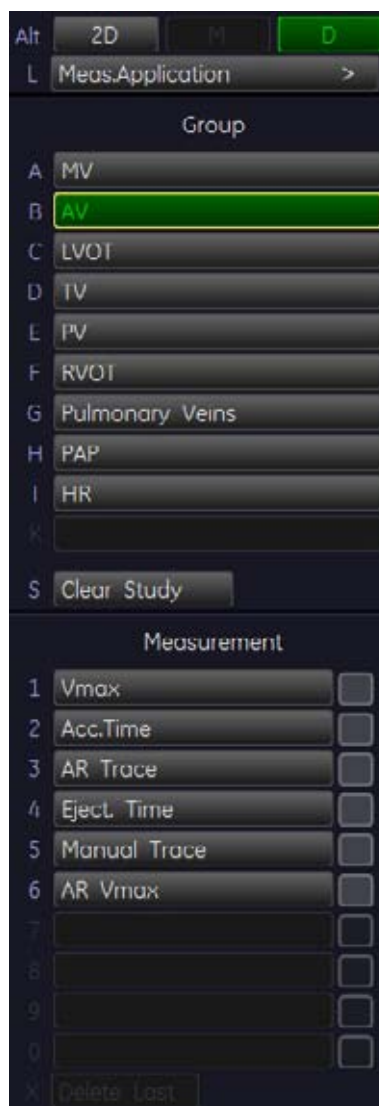 Alt 2D M D
L Meas.Application >
Group
A MV
B AV
C LVOT
D TV
E PV
F RVOT
G Pulmonary Veins
H PAP
I HR
K
S Clear Study
Measurement
1 Vmax
2 Acc.Time
3 AR Trace
4 Eject. Time
5 Manual Trace
6 AR Vmax
7
8
9
0
X Delete Last